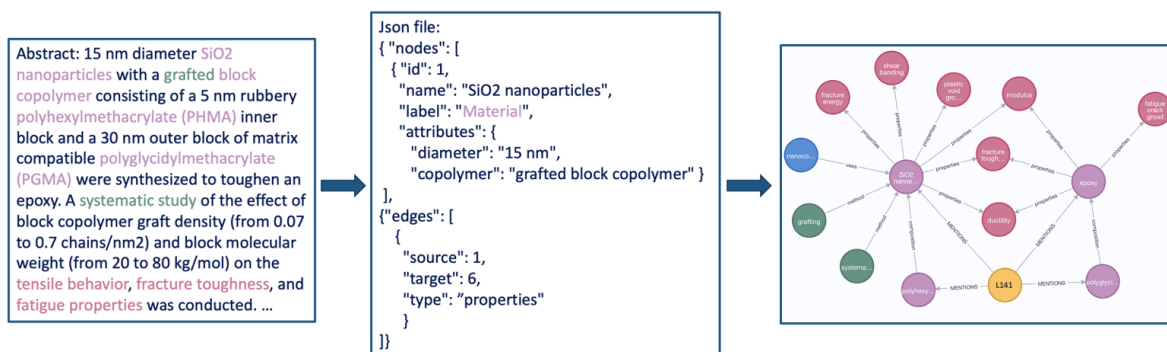 Abstract: 15 nm diameter SiO2
nanoparticles with a grafted block
copolymer consisting of a 5 nm rubbery
polyhexylmethacrylate (PHMA) inner
block and a 30 nm outer block of matrix
compatible polyglycidylmethacrylate
(PGMA) were synthesized to toughen an
epoxy. A systematic study of the effect of
block copolymer graft density (from 0.07
to 0.7 chains/nm2) and block molecular
weight (from 20 to 80 kg/mol) on the
tensile behavior, fracture toughness, and
fatigue properties was conducted. ...
Json file:
{ "nodes": [
{ "id": 1,
"name": "SiO2 nanoparticles",
"label": "Material",
"attributes": {
"diameter": "15 nm",
"copolymer": "grafted block copolymer" }
],
{"edges": [
{
"source": 1,
"target": 6,
"type": ”properties"
}
]}
shear
banding
plastic
void
gro...
modulus
fracture
energy
fatigue
crack
growt
properties
properties
properties
properties
properties
properties
nanoco...
uses
SiO2
nanop...
properties
fracture
tough...
properties
epoxy
grafting
method
properties
ductility
properties
method
composition
MENTIONS
MENTIONS
composition
systema...
polyhexy...
MENTIONS
L141
MENTIONS
polyglyci...